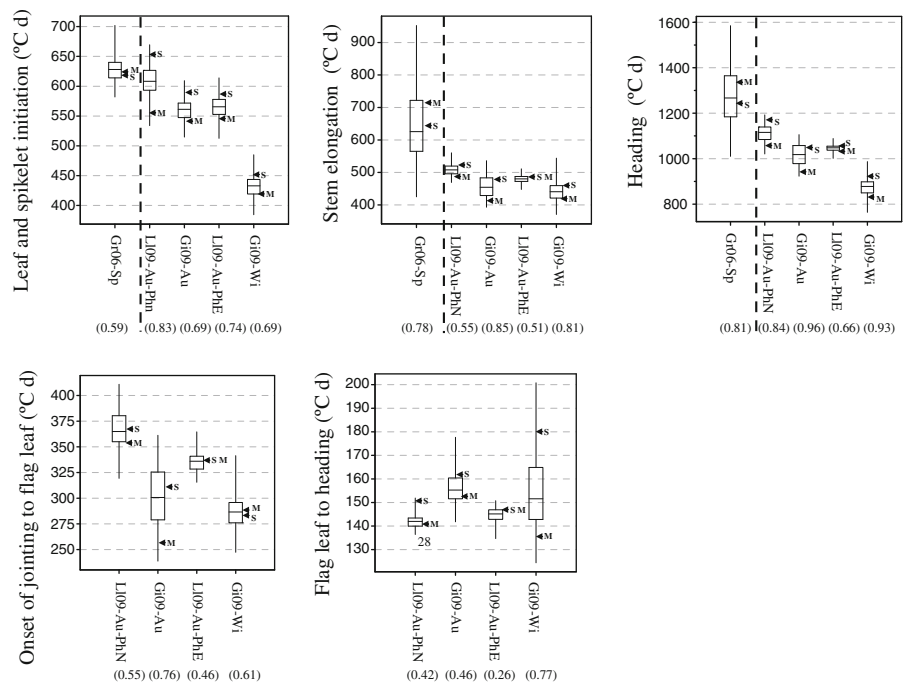 Leaf and spikelet initiation (ºC d)
700
650
600
550
500
450
400
S
M
S
M
S
M
S
M
S
M
Gr06-Sp
Ll09-Au-Phn
Gi09-Au
Ll09-Au-PhE
Gi09-Wi
(0.59) (0.83) (0.69) (0.74) (0.69)
Stem elongation (ºC d)
900
800
700
600
500
400
M
S
S
M
S
M
S M
S
M
Gr06-Sp
Ll09-Au-PhN
Gi09-Au
Ll09-Au-PhE
Gi09-Wi
(0.78) (0.55) (0.85) (0.51) (0.81)
Heading (ºC d)
1600
1400
1200
1000
800
M
S
S
M
S
M
S
M
S
M
Gr06-Sp
Ll09-Au-PhN
Gi09-Au
Ll09-Au-PhE
Gi09-Wi
(0.81) (0.84) (0.96) (0.66) (0.93)
Onset of jointing to flag leaf (ºC d)
400
375
350
325
300
275
250
S
M
S
M
S M
M
S
Ll09-Au-PhN
Gi09-Au
Ll09-Au-PhE
Gi09-Wi
(0.55) (0.76) (0.46) (0.61)
Flag leaf to heading (ºC d)
200
190
180
170
160
150
140
130
S
M
28
S
M
S M
S
M
Ll09-Au-PhN
Gi09-Au
Ll09-Au-PhE
Gi09-Wi
(0.42) (0.46) (0.26) (0.77)